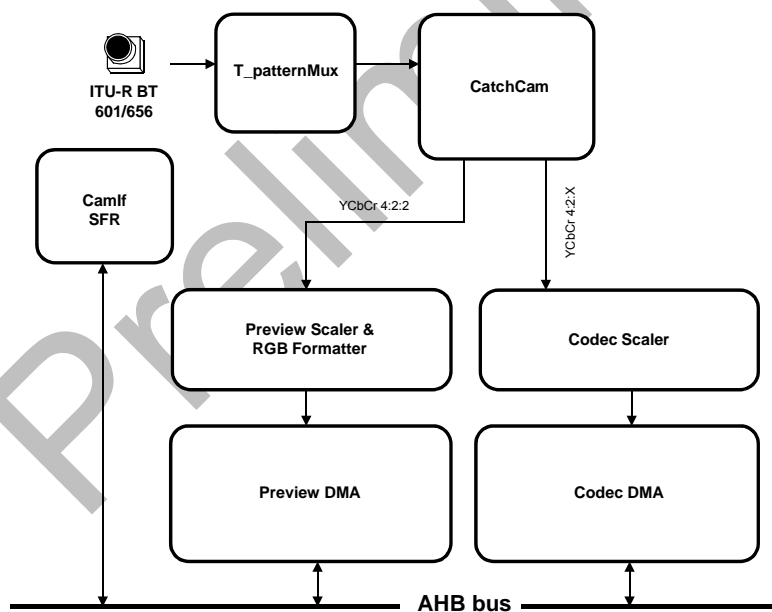 T_patternMux
CatchCam
ITU-R BT
601/656
CamIf
SFR
YCbCr 4:2:2
YCbCr 4:2:X
Preview Scaler &
RGB Formatter
Codec Scaler
Preview DMA
Codec DMA
AHB bus
Prelimi